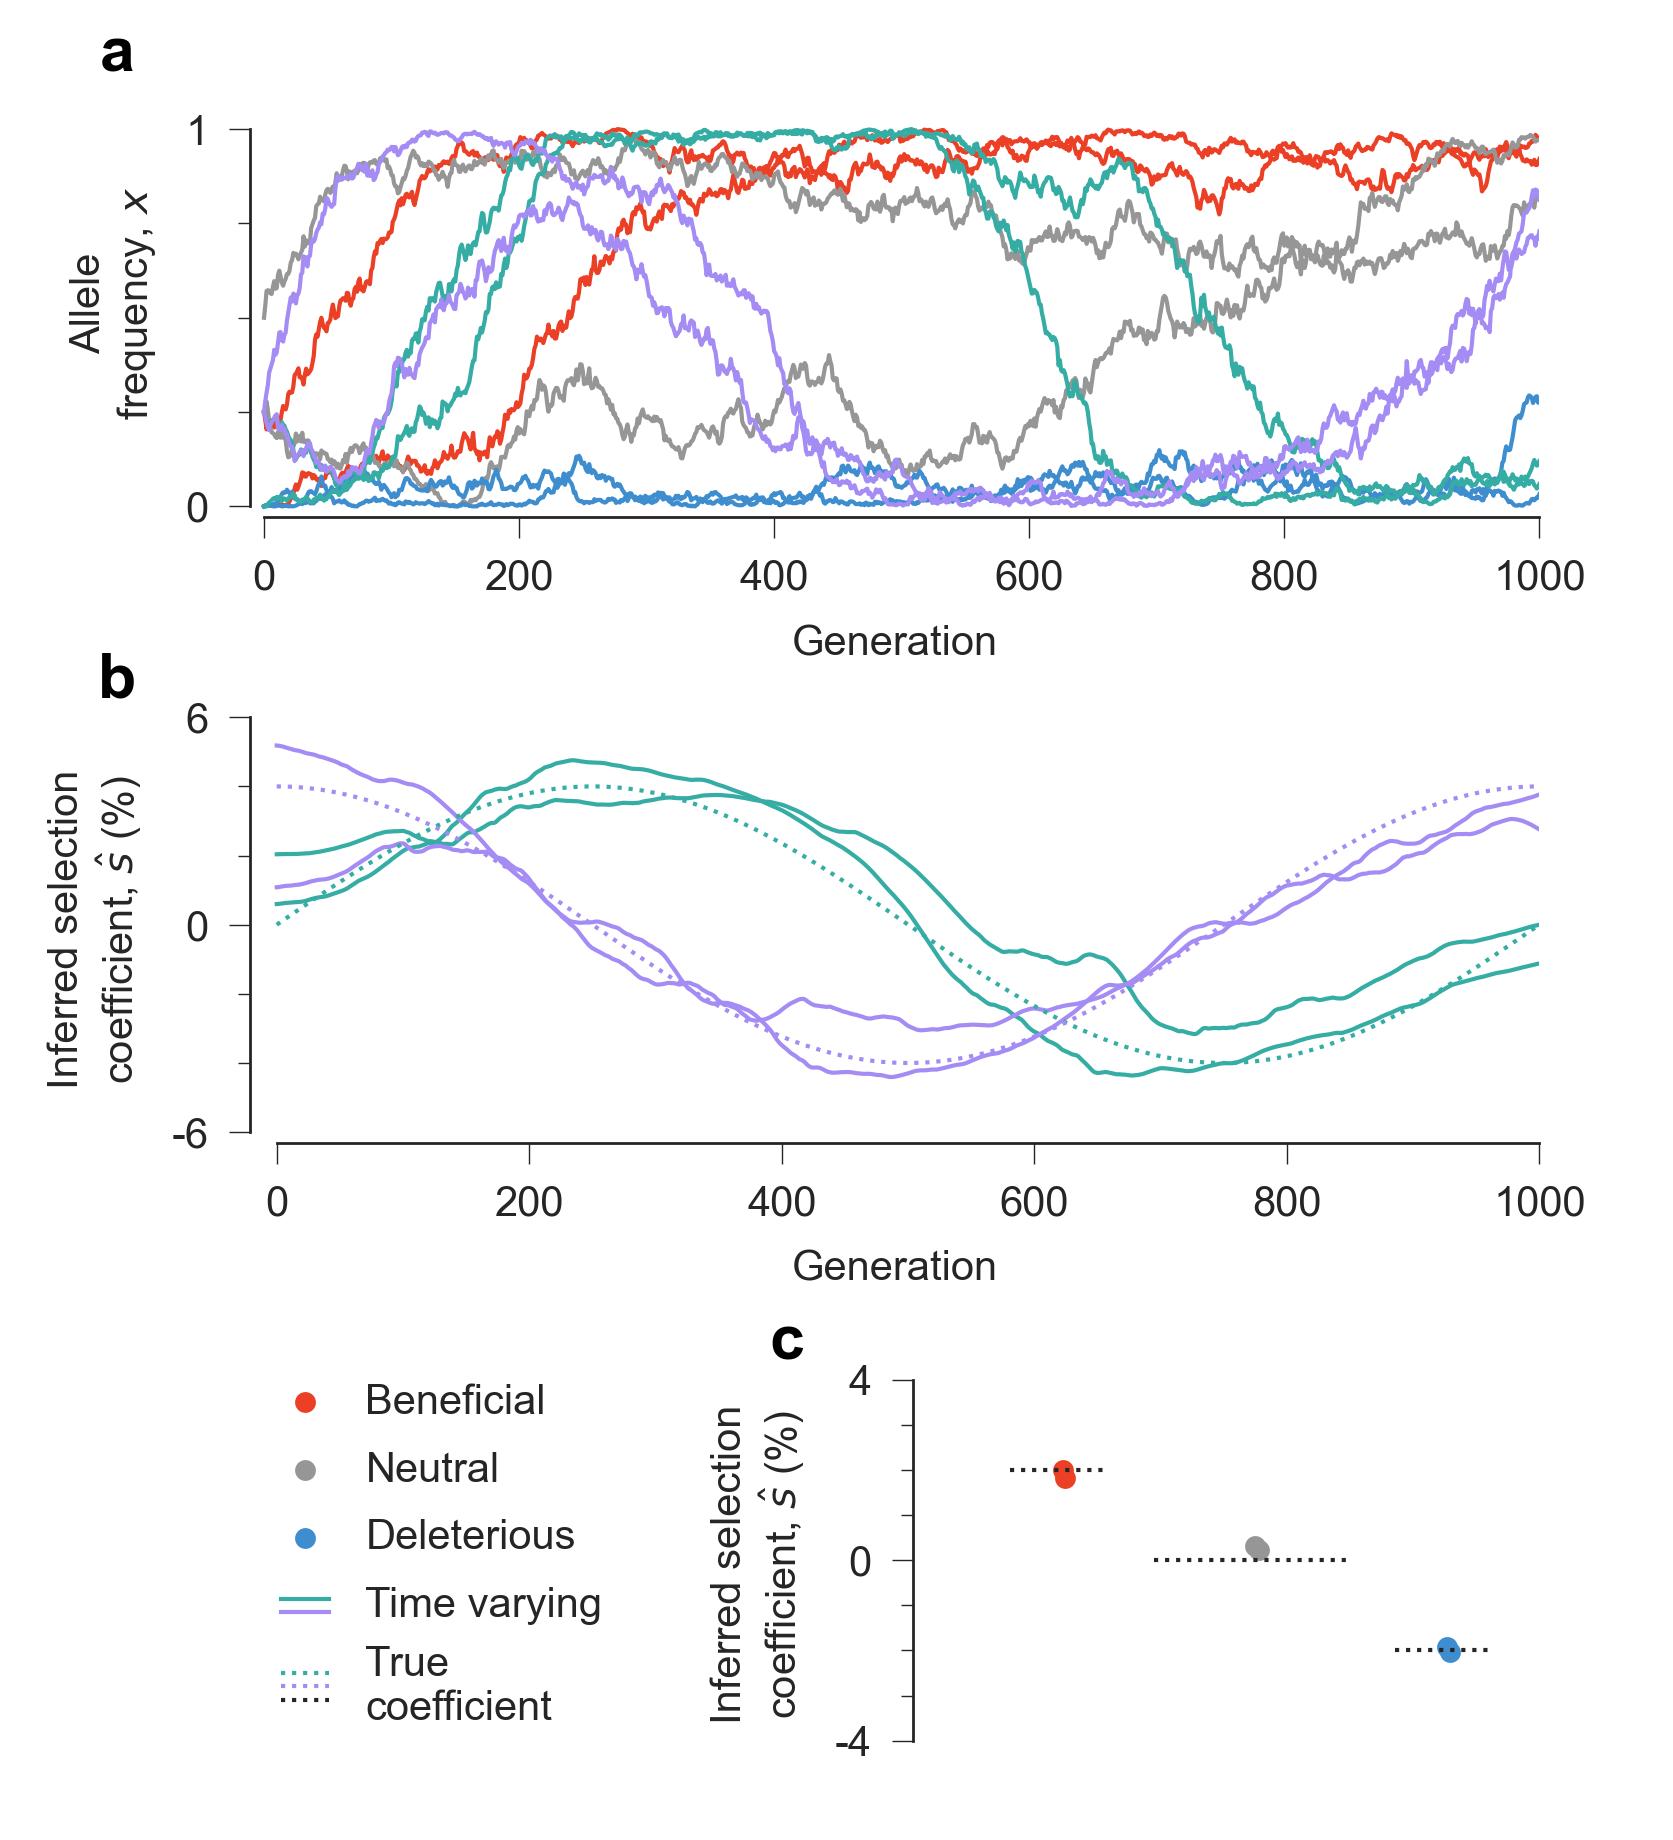 a
Allele
frequency, x
1
0
0 200 400 600 800 1000
Generation
b
Inferred selection
coefficient, ŝ (%)
6
0
-6
0 200 400 600 800 1000
Generation
Beneficial
Neutral
Deleterious
Time varying
True
coefficient
c
Inferred selection
coefficient, ŝ (%)
4
0
-4